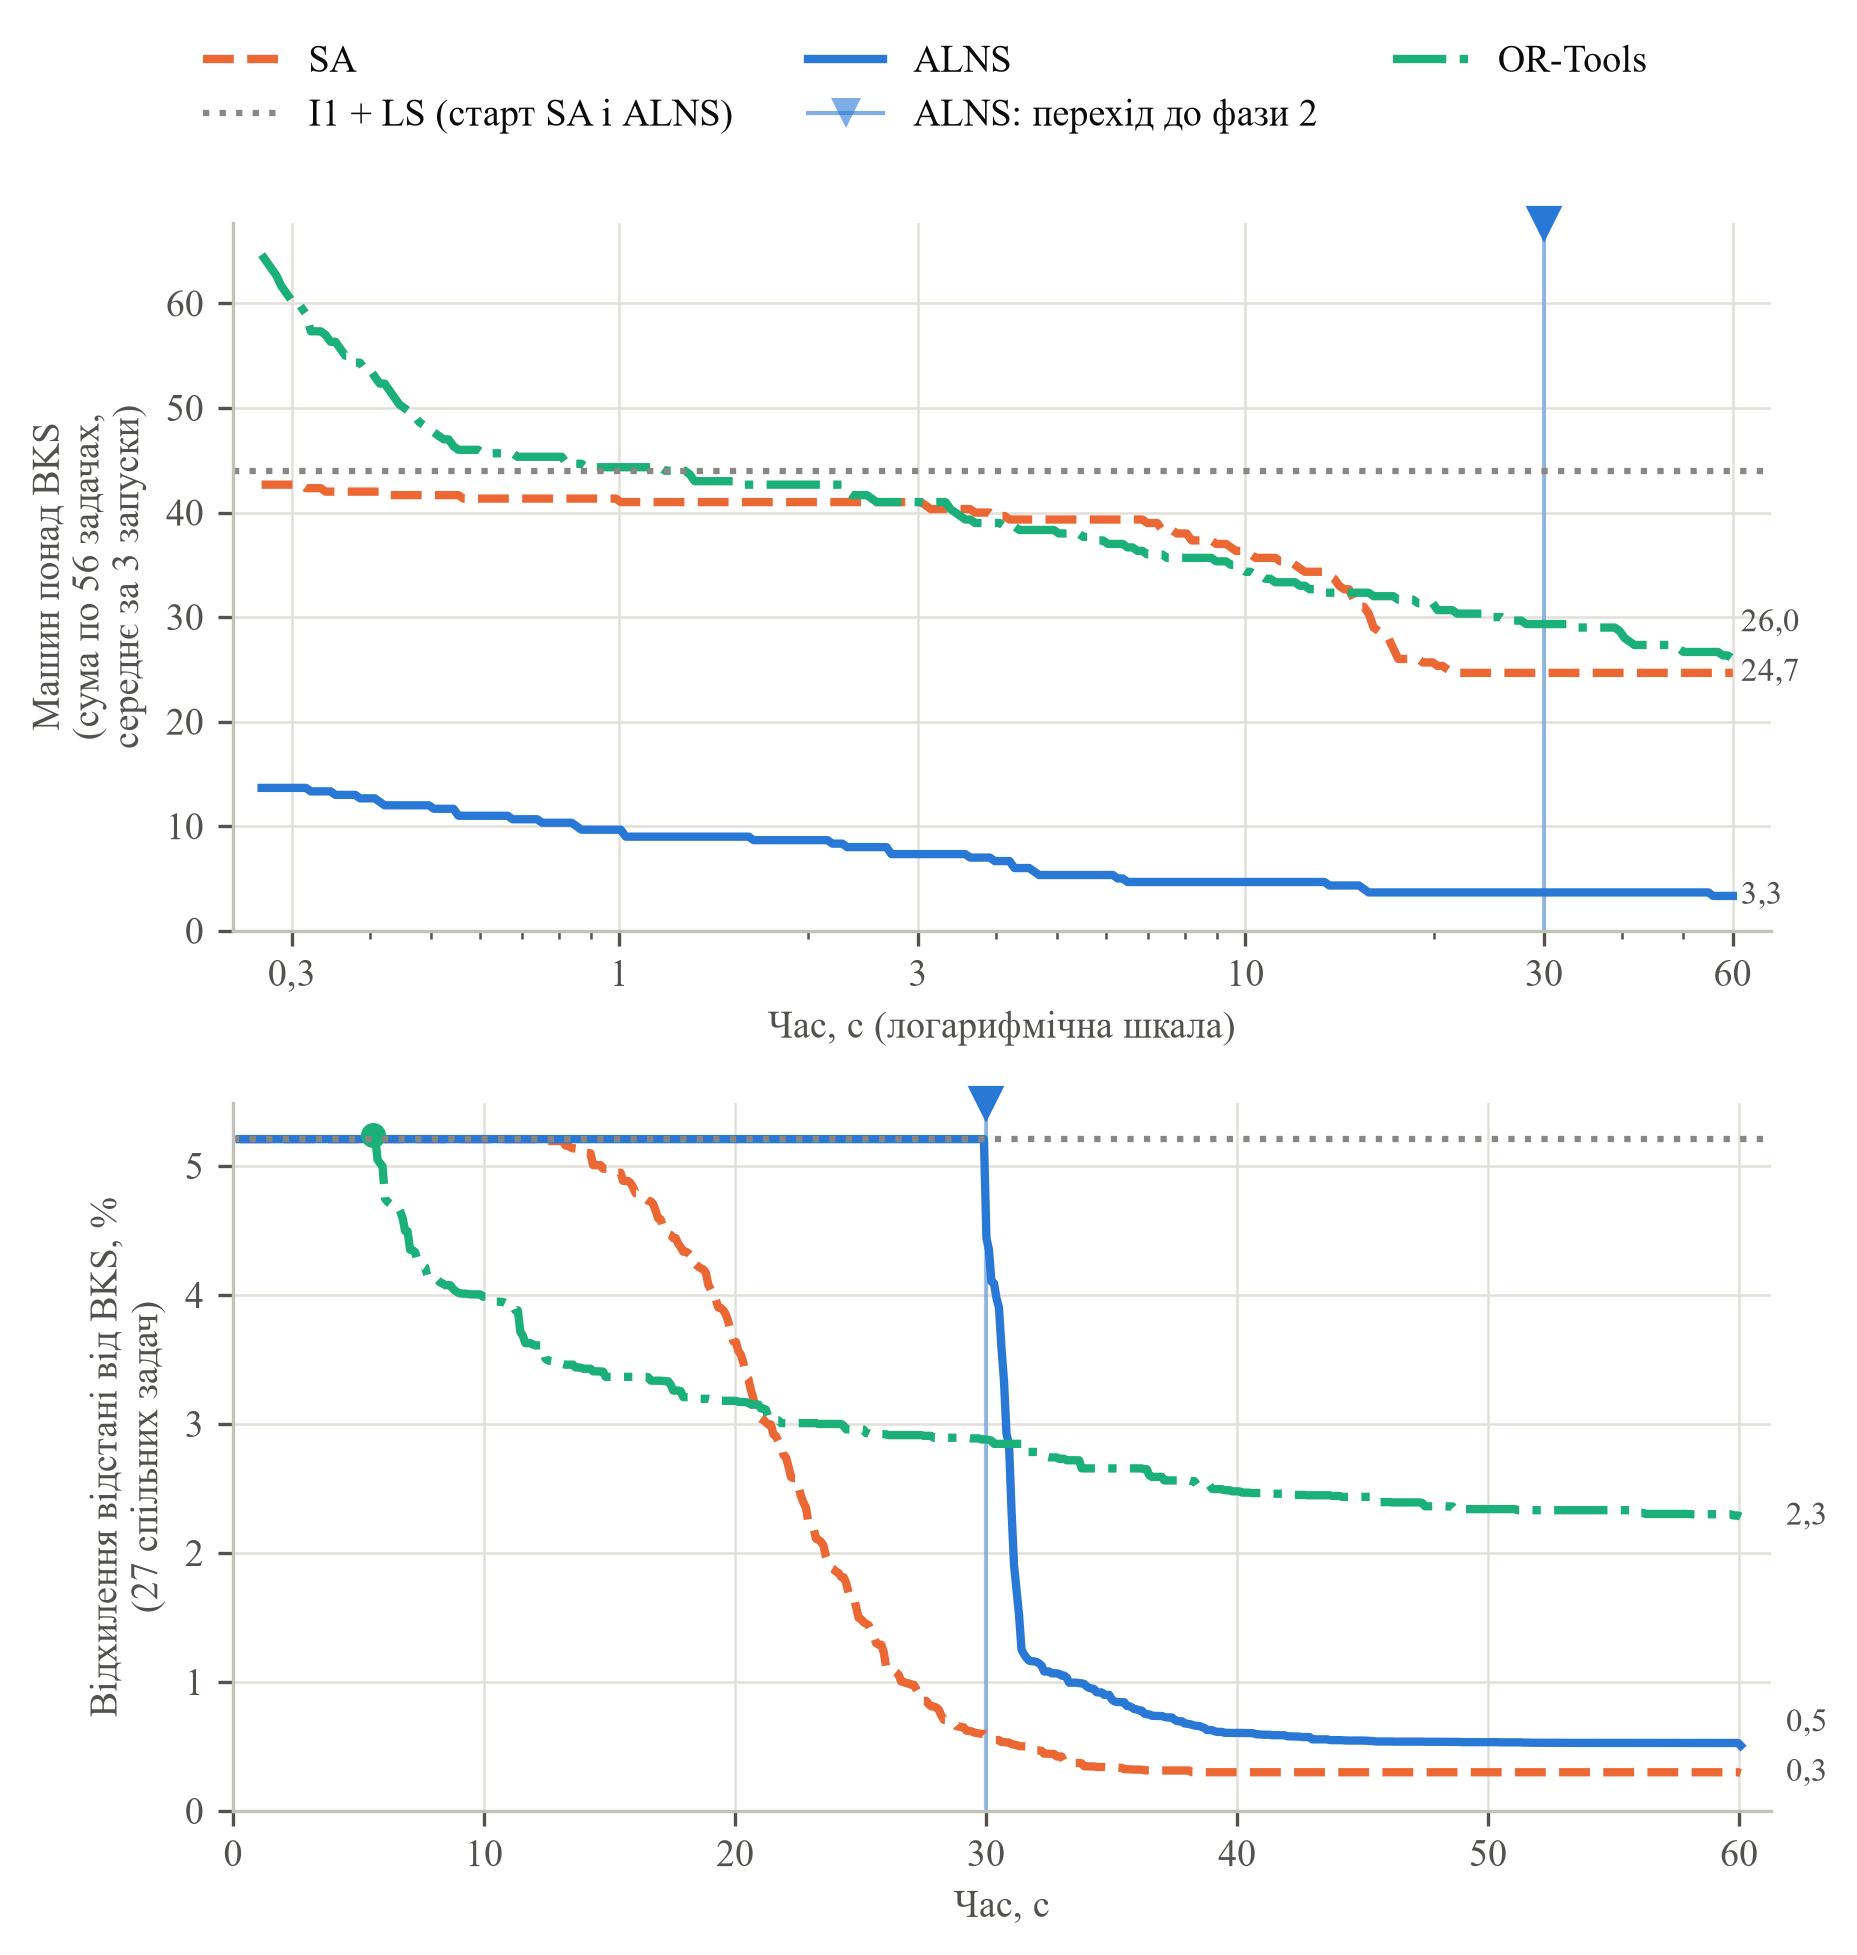 SA
ALNS
OR-Tools
I1 + LS (старт SA і ALNS)
ALNS: перехід до фази 2
Машин понад BKS
(сума по 56 задачах,
середнє за 3 запуски)
60
50
40
30
20
10
0
26,0
24,7
3,3
0,3
1
3
10
30
60
Час, с (логарифмічна шкала)
Відхилення відстані від BKS, %
(27 спільних задач)
5
4
3
2
1
0
2,3
0,5
0,3
0
10
20
30
40
50
60
Час, с